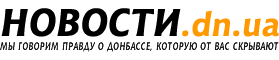 НОВОСТИ.dn.ua
МЫ ГОВОРИМ ПРАВДУ О ДОНБАССЕ, КОТОРУЮ ОТ ВАС СКРЫВАЮТ